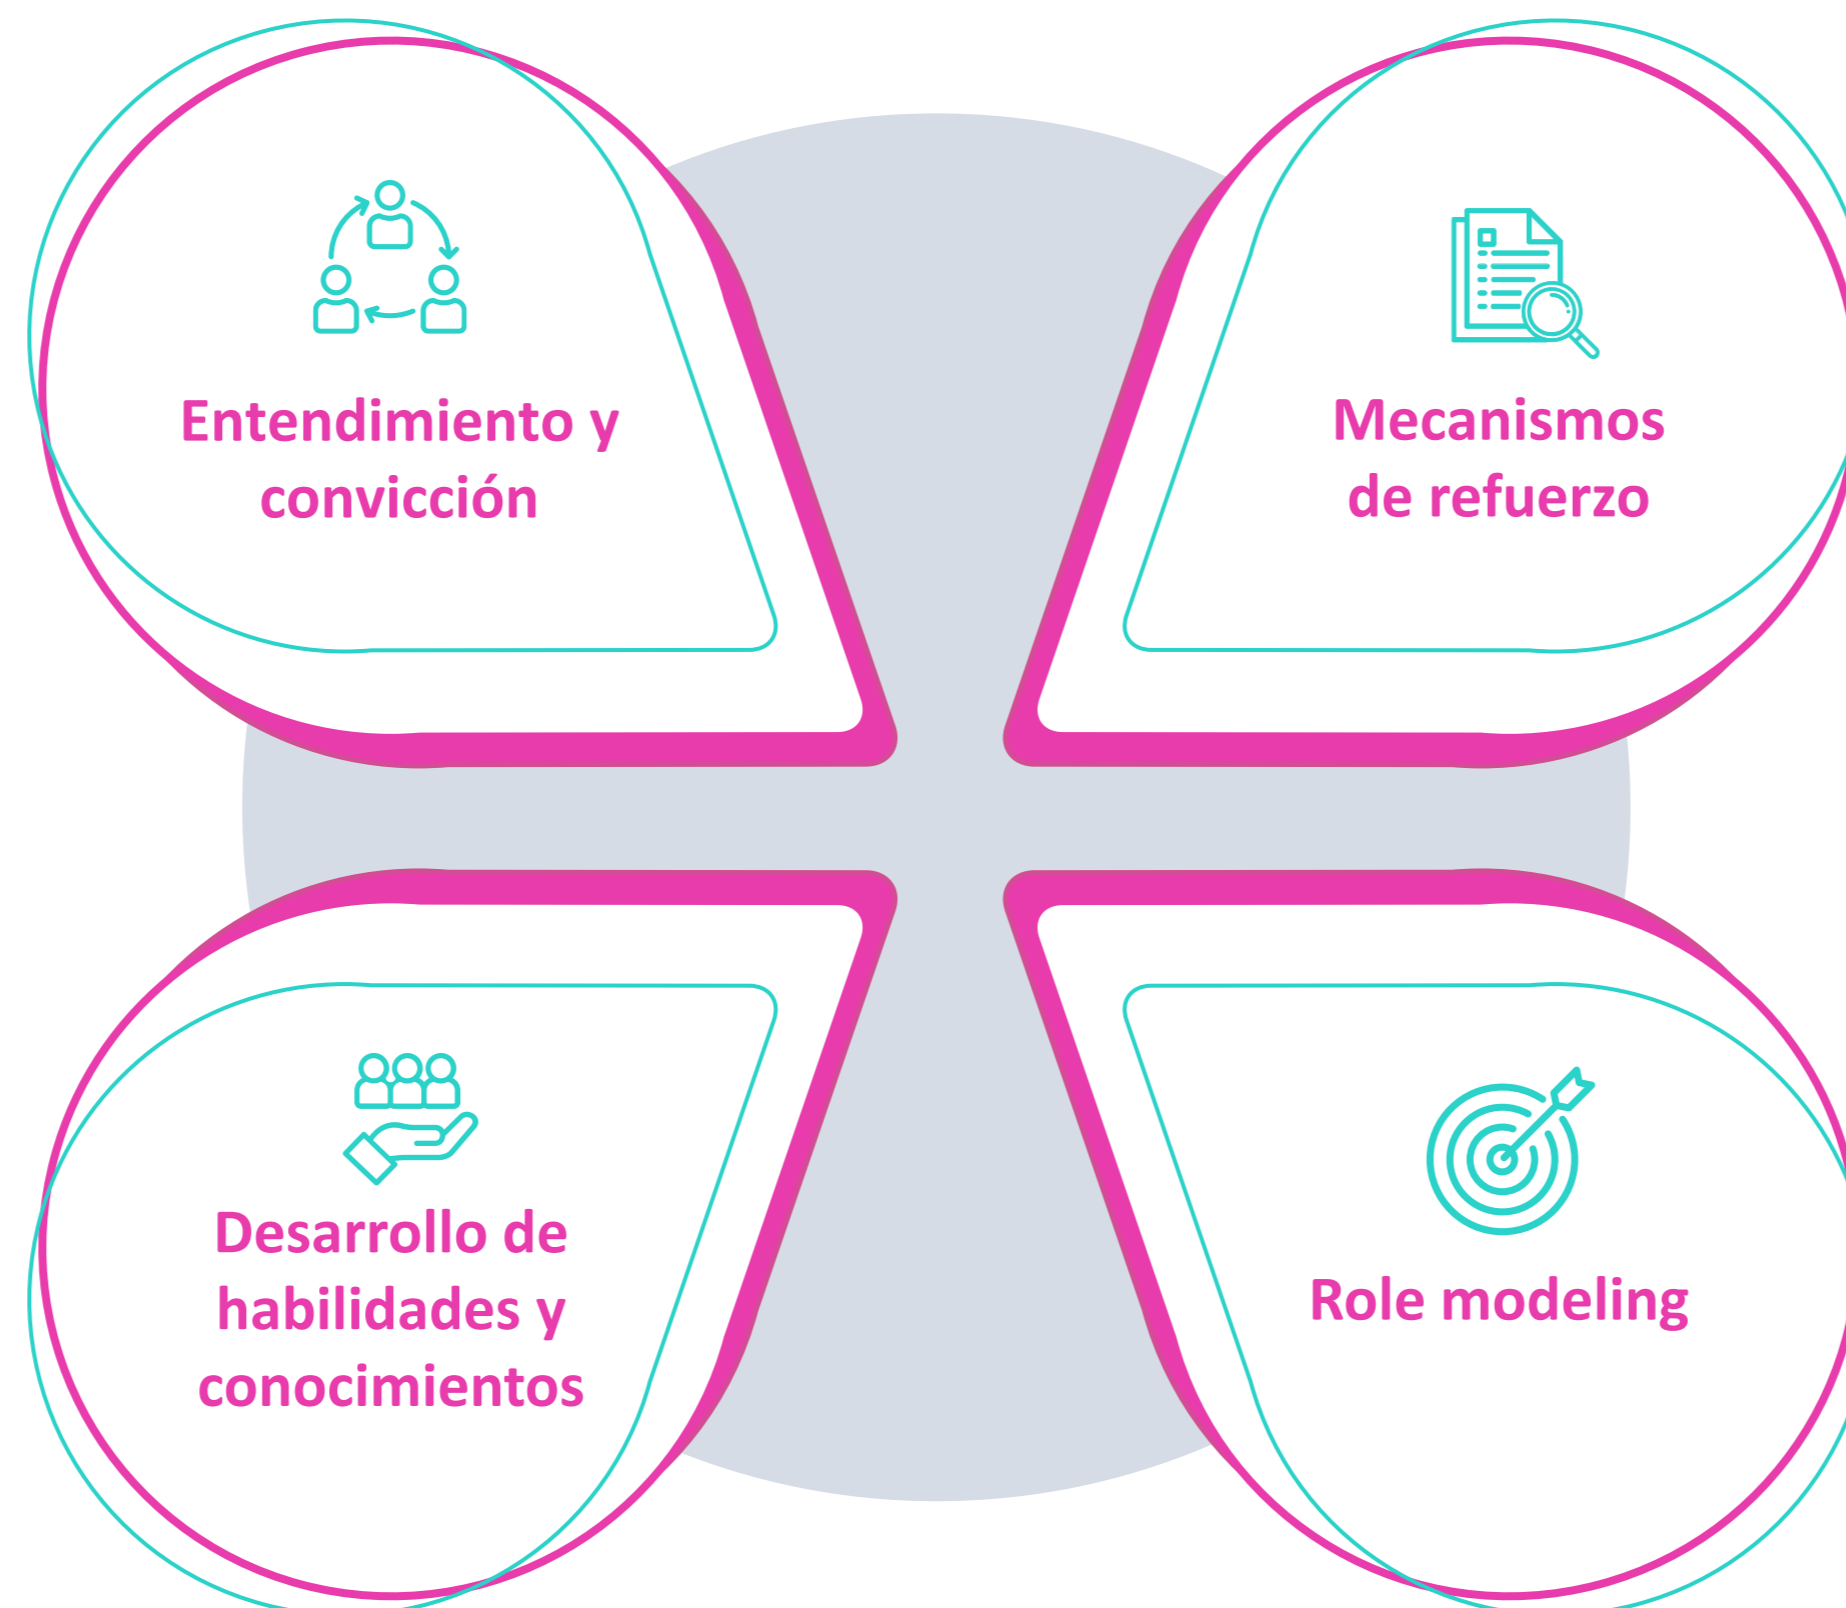 Entendimiento y
convicción
Mecanismos
de refuerzo
Desarrollo de
habilidades y
conocimientos
Role modeling